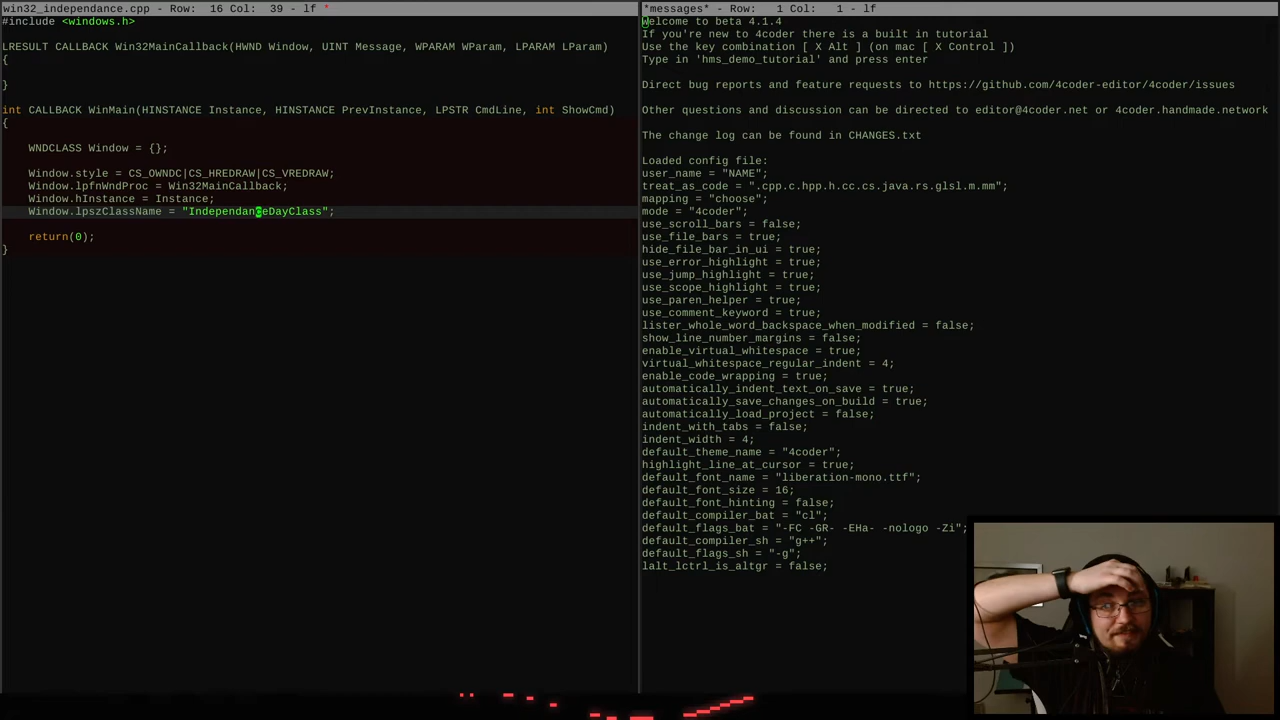 win32_independance.cpp - Row:  16 Col:  39 - lf *
#include <windows.h>
LRESULT CALLBACK Win32MainCallback(HWND Window, UINT Message, WPARAM WParam, LPARAM LParam)
{
}
int CALLBACK WinMain(HINSTANCE Instance, HINSTANCE PrevInstance, LPSTR CmdLine, int ShowCmd)
{
    WNDCLASS Window = {};
    Window.style = CS_OWNDC|CS_HREDRAW|CS_VREDRAW;
    Window.lpfnWndProc = Win32MainCallback;
    Window.hInstance = Instance;
    Window.lpszClassName = "IndependanceDayClass";
    return(0);
}
*messages* - Row:   1 Col:   1 - lf
Welcome to beta 4.1.4
If you're new to 4coder there is a built in tutorial
Use the key combination [ X Alt ] (on mac [ X Control ])
Type in 'hms_demo_tutorial' and press enter
Direct bug reports and feature requests to https://github.com/4coder-editor/4coder/issues
Other questions and discussion can be directed to editor@4coder.net or 4coder.handmade.network
The change log can be found in CHANGES.txt
Loaded config file:
user_name = "NAME";
treat_as_code = ".cpp.c.hpp.h.cc.cs.java.rs.glsl.m.mm";
mapping = "choose";
mode = "4coder";
use_scroll_bars = false;
use_file_bars = true;
hide_file_bar_in_ui = true;
use_error_highlight = true;
use_jump_highlight = true;
use_scope_highlight = true;
use_paren_helper = true;
use_comment_keyword = true;
lister_whole_word_backspace_when_modified = false;
show_line_number_margins = false;
enable_virtual_whitespace = true;
virtual_whitespace_regular_indent = 4;
enable_code_wrapping = true;
automatically_indent_text_on_save = true;
automatically_save_changes_on_build = true;
automatically_load_project = false;
indent_with_tabs = false;
indent_width = 4;
default_theme_name = "4coder";
highlight_line_at_cursor = true;
default_font_name = "liberation-mono.ttf";
default_font_size = 16;
default_font_hinting = false;
default_compiler_bat = "cl";
default_flags_bat = "-FC -GR- -EHa- -nologo -Zi";
default_compiler_sh = "g++";
default_flags_sh = "-g";
lalt_lctrl_is_altgr = false;